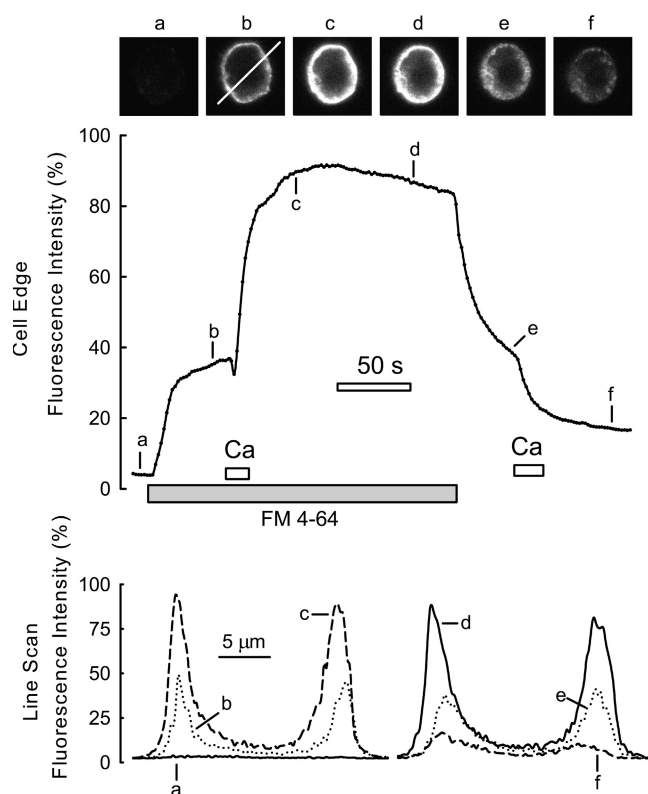 a b c d e f
100
80
60
40
20
0
Cell Edge
Fluorescence Intensity (%)
a
b
c
d
e
f
50 s
Ca
Ca
FM 4-64
100
75
50
25
0
Line Scan
Fluorescence Intensity (%)
5 μm
a
b
c
d
e
f